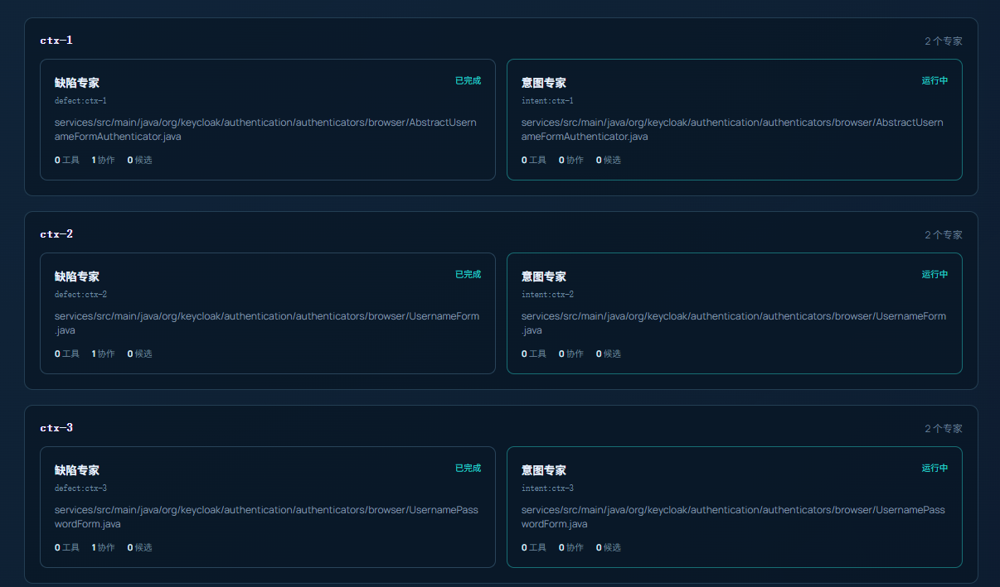 ctx-1
2 个专家
缺陷专家
已完成
defect:ctx-1
services/src/main/java/org/keycloak/authentication/authenticators/browser/AbstractUsern
ameFormAuthenticator.java
0 工具 1 协作 0 候选
意图专家
运行中
intent:ctx-1
services/src/main/java/org/keycloak/authentication/authenticators/browser/AbstractUsern
ameFormAuthenticator.java
0 工具 0 协作 0 候选
ctx-2
2 个专家
缺陷专家
已完成
defect:ctx-2
services/src/main/java/org/keycloak/authentication/authenticators/browser/UsernameForm
.java
0 工具 1 协作 0 候选
意图专家
运行中
intent:ctx-2
services/src/main/java/org/keycloak/authentication/authenticators/browser/UsernameForm
.java
0 工具 0 协作 0 候选
ctx-3
2 个专家
缺陷专家
已完成
defect:ctx-3
services/src/main/java/org/keycloak/authentication/authenticators/browser/UsernamePass
wordForm.java
0 工具 1 协作 0 候选
意图专家
运行中
intent:ctx-3
services/src/main/java/org/keycloak/authentication/authenticators/browser/UsernamePass
wordForm.java
0 工具 0 协作 0 候选